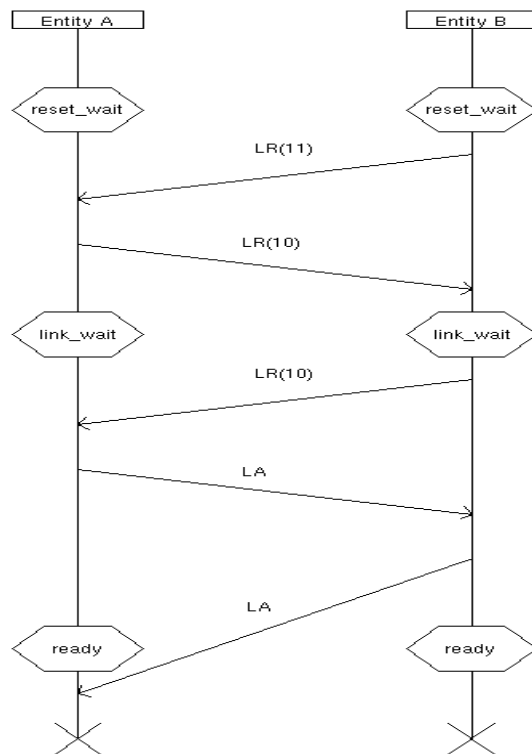 Entity A
Entity B
reset_wait
reset_wait
LR(11)
LR(10)
link_wait
link_wait
LR(10)
LA
LA
ready
ready